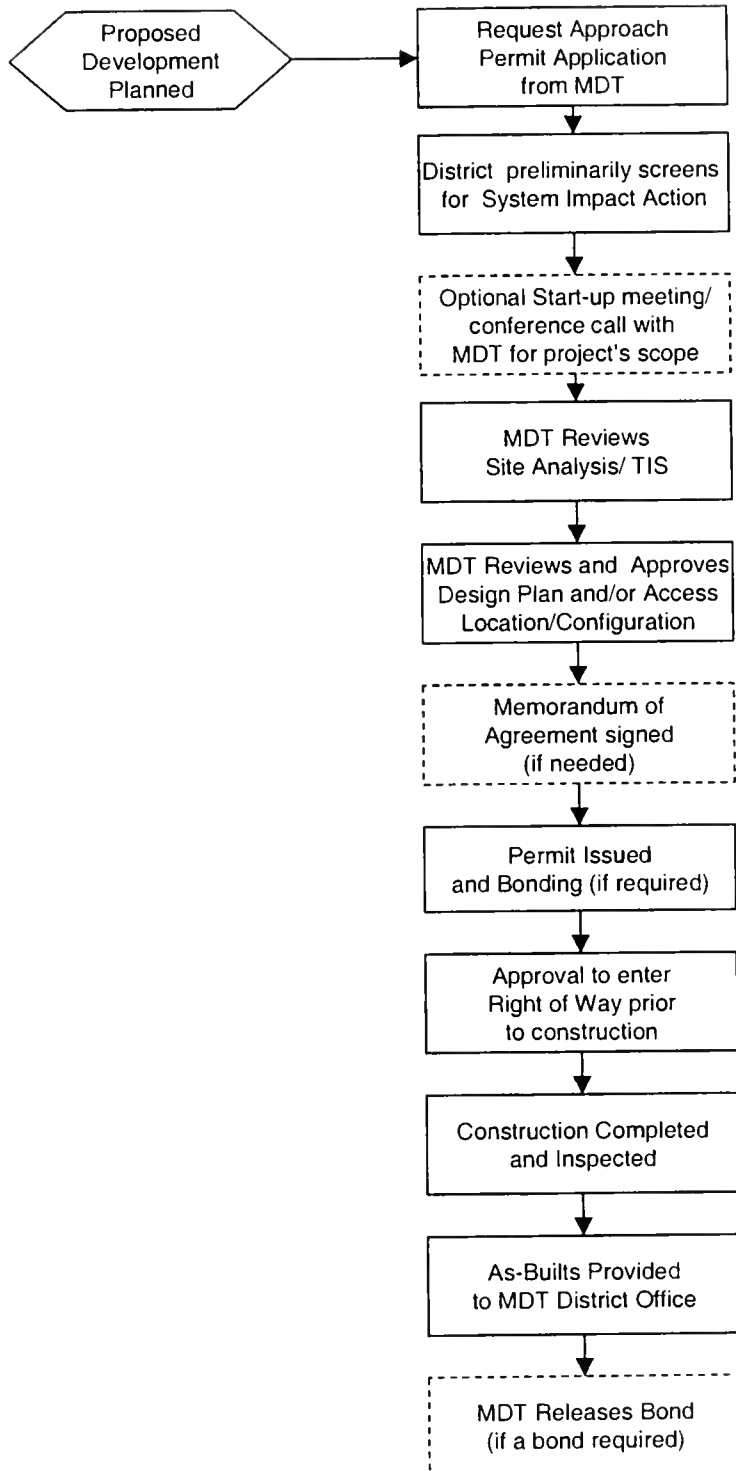 Proposed
Development
Planned
Request Approach
Permit Application
from MDT
District preliminarily screens
for System Impact Action
Optional Start-up meeting/
conference call with
MDT for project's scope
MDT Reviews
Site Analysis/ TIS
MDT Reviews and Approves
Design Plan and/or Access
Location/Configuration
Memorandum of
Agreement signed
(if needed)
Permit Issued
and Bonding (if required)
Approval to enter
Right of Way prior
to construction
Construction Completed
and Inspected
As-Builts Provided
to MDT District Office
MDT Releases Bond
(if a bond required)